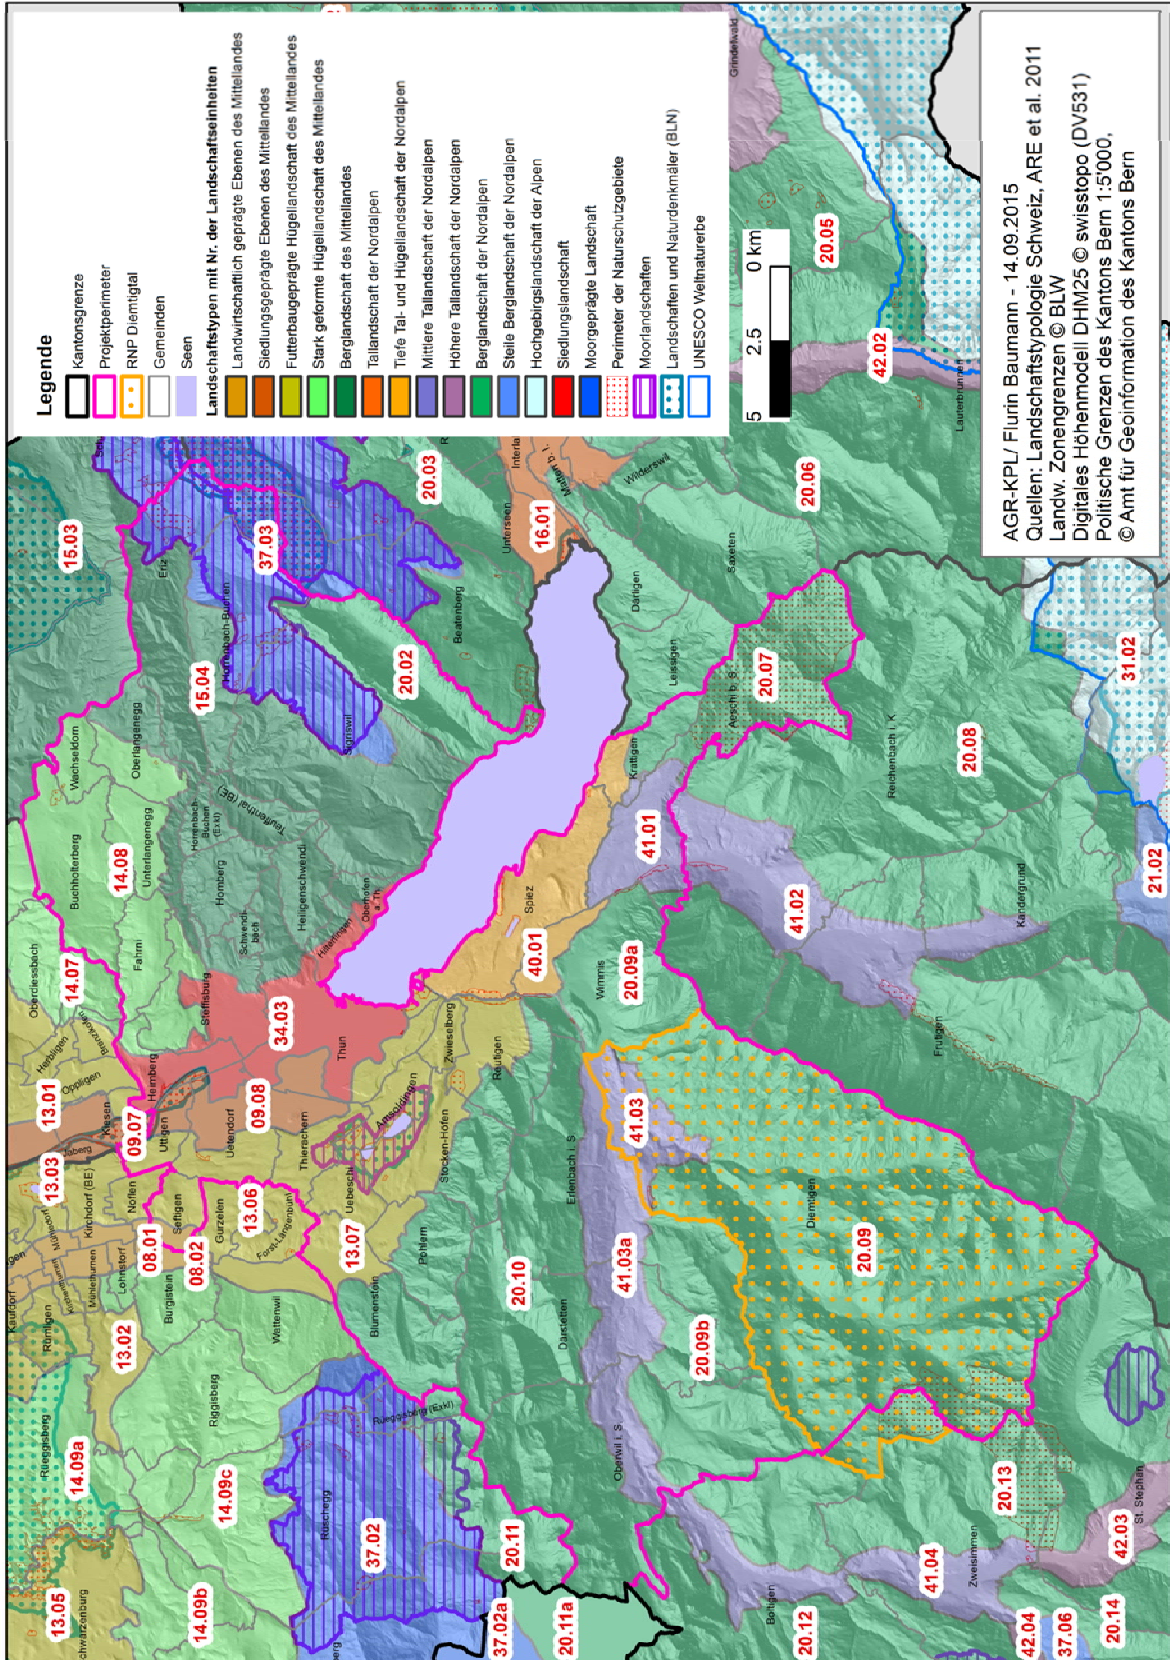 Legende
Kantonsgrenze
Projektperimeter
RNP Diemtigtal
Gemeinden
Seen
Landschaftstypen mit Nr. der Landschaftseinheiten
Landwirtschaftlich geprägte Ebenen des Mittellandes
Siedlungsgeprägte Ebenen des Mittellandes
Futterbaugeprägte Hügellandschaft des Mittellandes
Stark geformte Hügellandschaft des Mittellandes
Berglandschaft des Mittellandes
Tallandschaft der Nordalpen
Tiefe Tal- und Hügellandschaft der Nordalpen
Mittlere Tallandschaft der Nordalpen
Höhere Tallandschaft der Nordalpen
Berglandschaft der Nordalpen
Steile Berglandschaft der Nordalpen
Hochgebirgslandschaft der Alpen
Siedlungslandschaft
Moorgeprägte Landschaft
Perimeter der Naturschutzgebiete
Moorlandschaften
Landschaften und Naturdenkmäler (BLN)
UNESCO Weltnaturerbe
5 2.5 0 km
AGR-KPL/ Flurin Baumann - 14.09.2015
Quellen: Landschaftstypologie Schweiz, ARE et al. 2011
Landw. Zonengrenzen © BLW
Digitales Höhenmodell DHM25 © swisstopo (DV531)
Politische Grenzen des Kantons Bern 1:5'000,
© Amt für Geoinformation des Kantons Bern
13.05
14.09a
13.02
13.03
13.01
14.07
15.03
14.09b
14.09c
08.01
08.02
09.07
14.08
15.04
37.03
13.06
09.08
34.03
37.02
13.07
20.02
20.03
37.02a
20.11
20.11a
20.10
40.01
16.01
41.03a
41.03
20.09a
41.01
20.09b
20.07
20.06
20.05
20.12
41.02
20.09
42.02
41.04
20.13
20.08
42.04
37.06
20.14
42.03
21.02
31.02
Rüeggisberg
Rümligen
Kaufdorf
Mühlethurnen
Lohnstorf
Kirchdorf (BE)
Noflen
Kiesen
Oppligen
Herbligen
Brenzikofen
Oberdiessbach
Buchholterberg
Wachseldorn
Oberlangenegg
Unterlangenegg
Fahrni
Heimberg
Uttigen
Seftigen
Burgistein
Gurzelen
Riggisberg
Wattenwil
Forst-Längenbühl
Uetendorf
Thierachern
Uebeschi
Amsoldingen
Steffisburg
Thun
Homberg
Horrenbach-
Buchen
(Exkl)
Teuffenthal (BE)
Schwendi-
bach
Heiligenschwendi
Hilterfingen
Oberhofen
a. Th.
Horrenbach-Buchen
Eriz
Sigriswil
Beatenberg
Unterseen
Matten b. I.
Wilderswil
Därligen
Leissigen
Saxeten
Krattigen
Aeschi b. S.
Spiez
Zwieselberg
Reutigen
Stocken-Höfen
Wimmis
Pohlern
Blumenstein
Rüeggisberg (Exkl)
Rüschegg
Därstetten
Erlenbach i. S.
Oberwil i. S.
Diemtigen
Boltigen
Zweisimmen
St. Stephan
Frutigen
Kandergrund
Reichenbach i. K.
Lauterbrunnen
Grindelwald